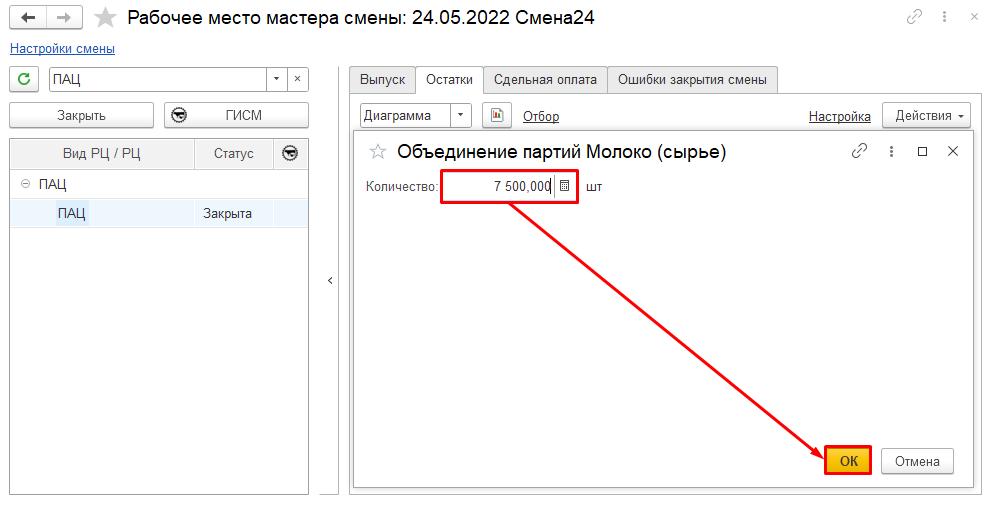 Рабочее место мастера смены: 24.05.2022 Смена24
Настройки смены
ПАЦ
Закрыть ГИСМ
Вид РЦ / РЦ Статус
ПАЦ
ПАЦ Закрыта
Выпуск Остатки Сдельная оплата Ошибки закрытия смены
Диаграмма Отбор Настройка Действия
Объединение партий Молоко (сырье)
Количество: 7 500,000 шт
ОК Отмена